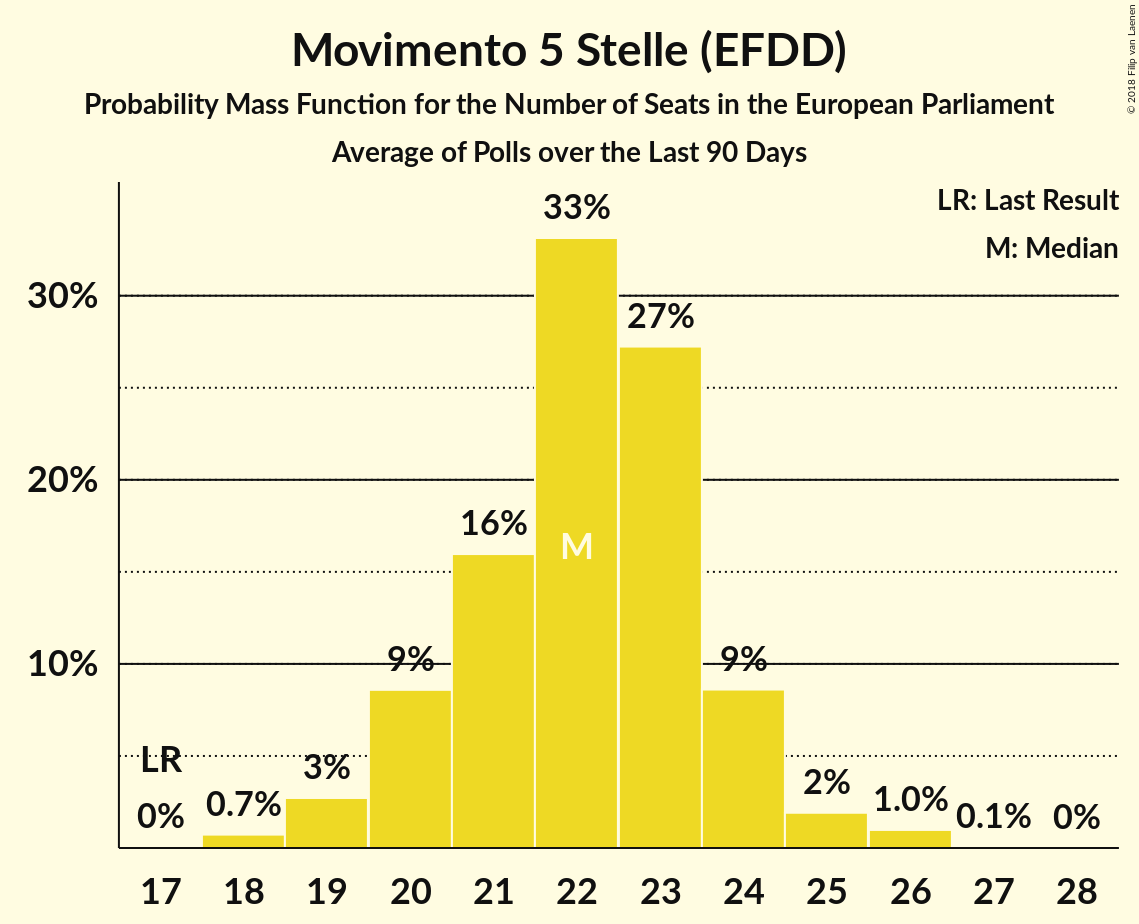 Movimento 5 Stelle (EFDD)
Probability Mass Function for the Number of Seats in the European Parliament
Average of Polls over the Last 90 Days
© 2018 Filip van Laenen
LR: Last Result
M: Median
33%
30%
27%
20%
16%
M
10%
9%
9%
LR
3%
2%
0%
0.7%
1.0%
0.1%
0%
17 18 19 20 21 22 23 24 25 26 27 28